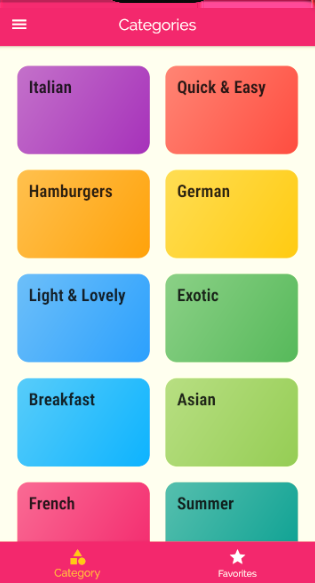 Categories
Italian
Quick & Easy
Hamburgers
German
Light & Lovely
Exotic
Breakfast
Asian
French
Summer
Category
Favorites